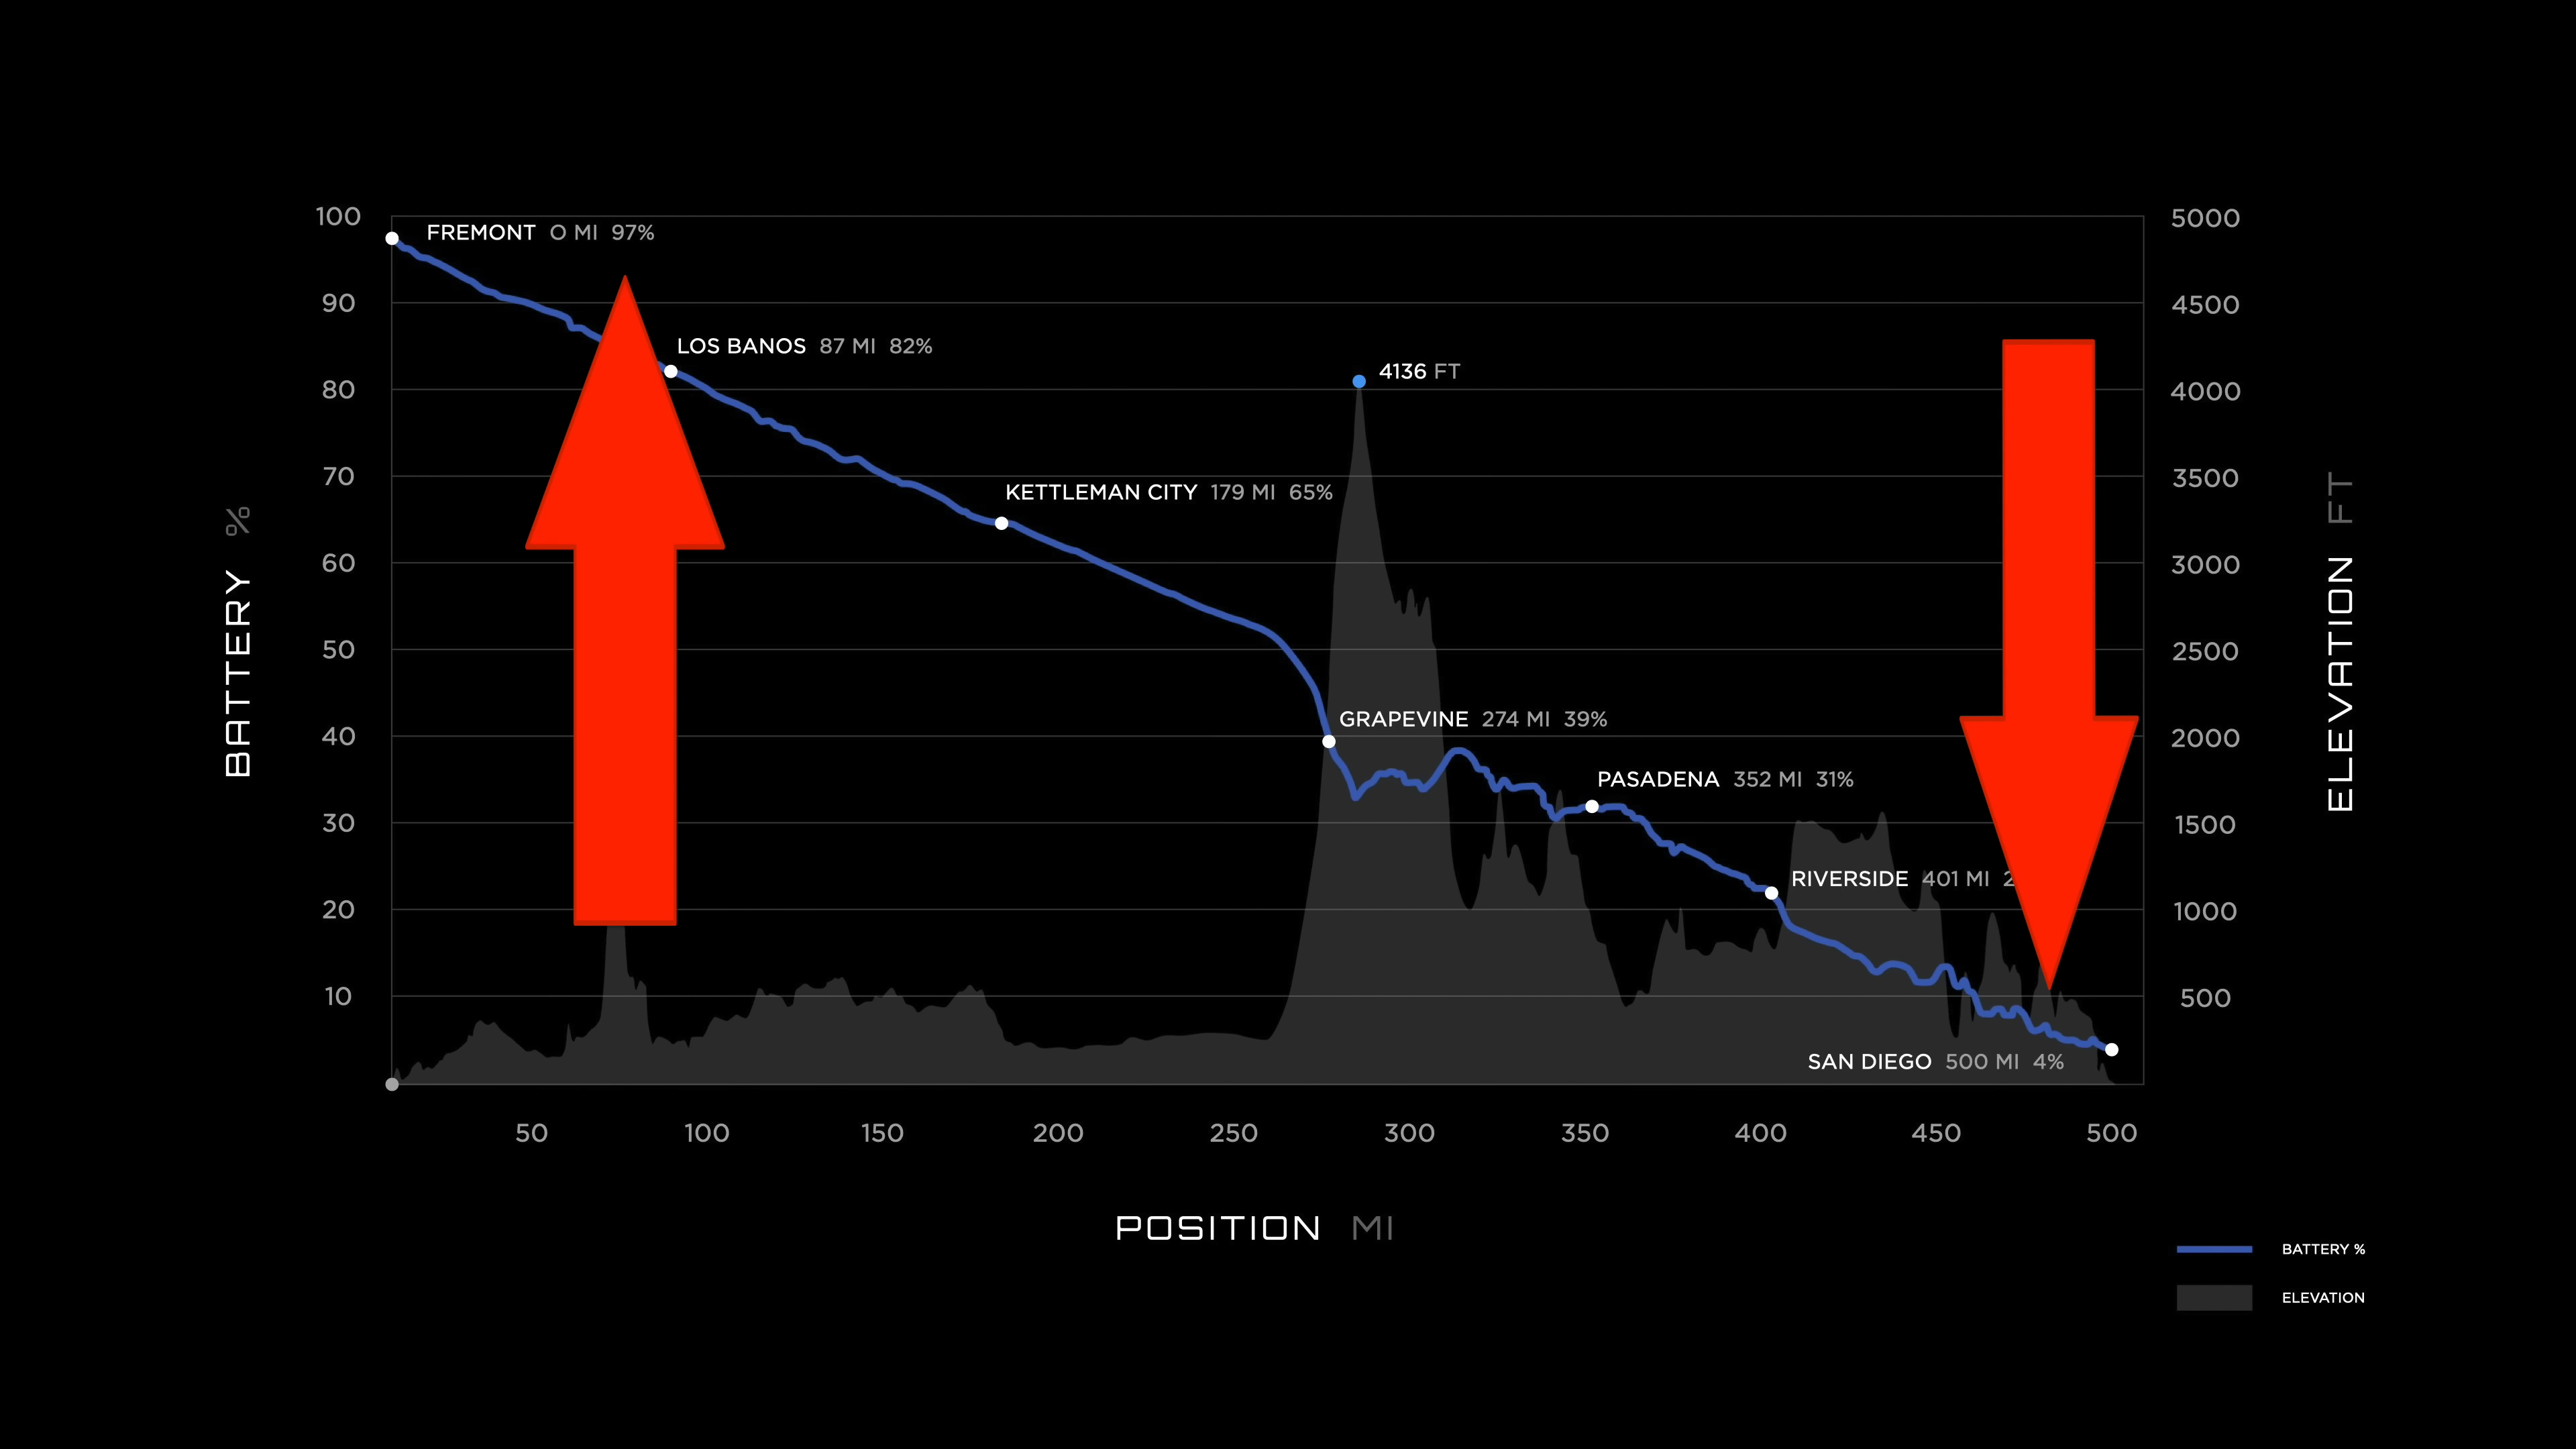 100
5000
FREMONT 0 MI 97%
90
4500
LOS BANOS 87 MI 82%
4136 FT
80
4000
70
3500
KETTLEMAN CITY 179 MI 65%
60
3000
50
2500
BATTERY %
ELEVATION FT
GRAPEVINE 274 MI 39%
40
2000
PASADENA 352 MI 31%
30
1500
RIVERSIDE 401 MI 2
20
1000
10
500
SAN DIEGO 500 MI 4%
50 100 150 200 250 300 350 400 450 500
POSITION MI
BATTERY %
ELEVATION